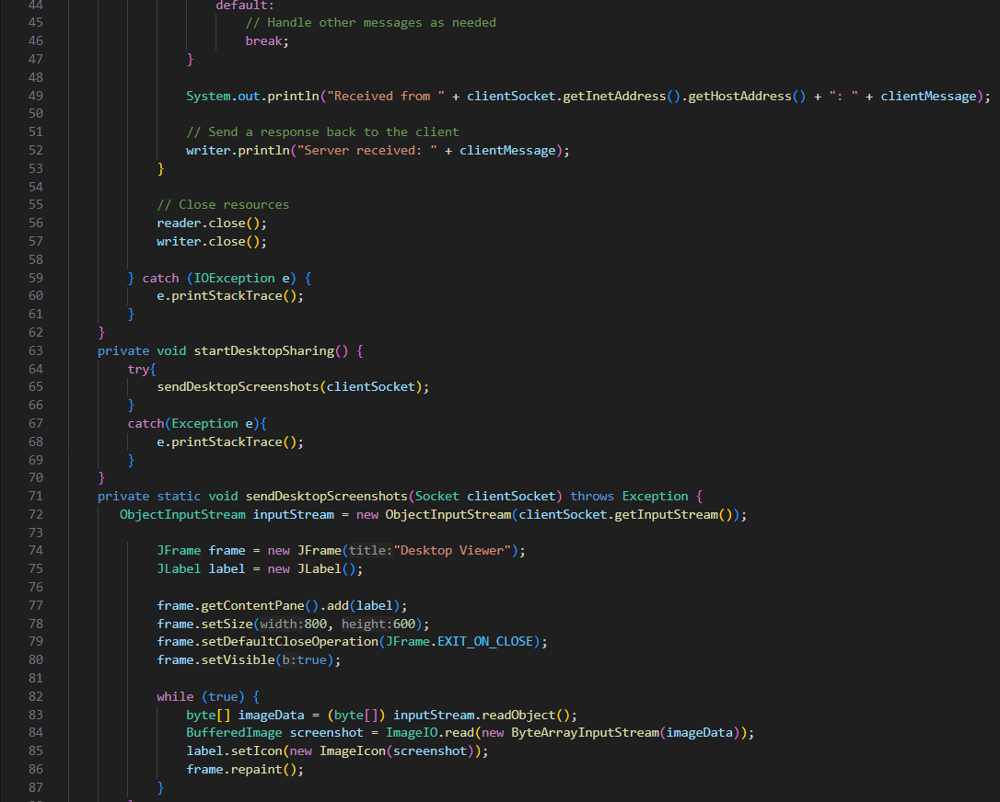 44 default:
45 // Handle other messages as needed
46 break;
47 }
48
49 System.out.println("Received from " + clientSocket.getInetAddress().getHostAddress() + ": " + clientMessage);
50
51 // Send a response back to the client
52 writer.println("Server received: " + clientMessage);
53 }
54
55 // Close resources
56 reader.close();
57 writer.close();
58
59 } catch (IOException e) {
60 e.printStackTrace();
61 }
62 }
63 private void startDesktopSharing() {
64 try{
65 sendDesktopScreenshots(clientSocket);
66 }
67 catch(Exception e){
68 e.printStackTrace();
69 }
70 }
71 private static void sendDesktopScreenshots(Socket clientSocket) throws Exception {
72 ObjectInputStream inputStream = new ObjectInputStream(clientSocket.getInputStream());
73
74 JFrame frame = new JFrame(title:"Desktop Viewer");
75 JLabel label = new JLabel();
76
77 frame.getContentPane().add(label);
78 frame.setSize(width:800, height:600);
79 frame.setDefaultCloseOperation(JFrame.EXIT_ON_CLOSE);
80 frame.setVisible(b:true);
81
82 while (true) {
83 byte[] imageData = (byte[]) inputStream.readObject();
84 BufferedImage screenshot = ImageIO.read(new ByteArrayInputStream(imageData));
85 label.setIcon(new ImageIcon(screenshot));
86 frame.repaint();
87 }